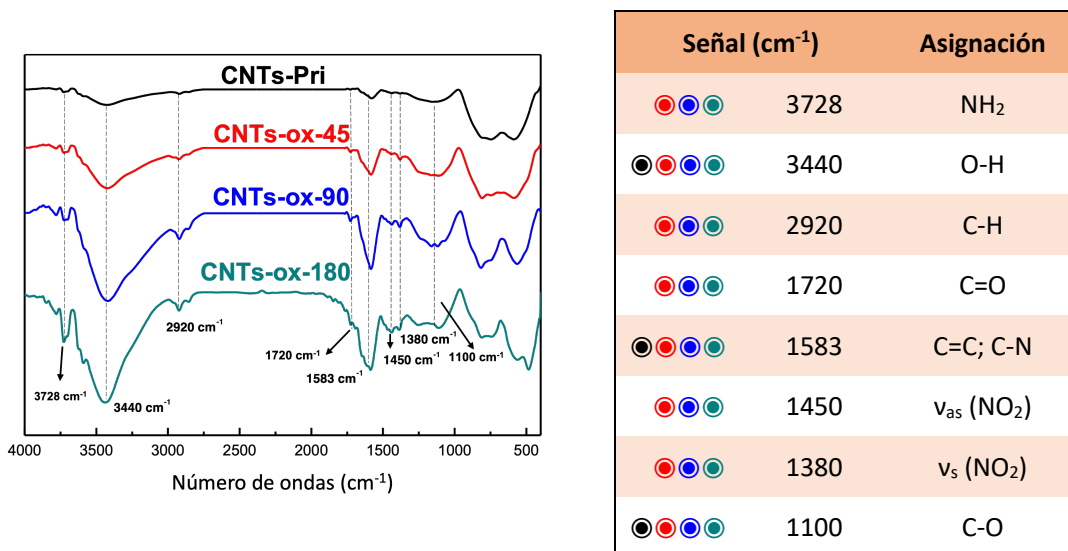 CNTs-Pri
CNTs-ox-45
CNTs-ox-90
CNTs-ox-180
2920 cm⁻¹
1720 cm⁻¹
1583 cm⁻¹
1450 cm⁻¹
1380 cm⁻¹
1100 cm⁻¹
3728 cm⁻¹
3440 cm⁻¹
4000 3500 3000 2500 2000 1500 1000 500
Número de ondas (cm⁻¹)
Señal (cm⁻¹) Asignación
3728 NH₂
3440 O-H
2920 C-H
1720 C=O
1583 C=C; C-N
1450 νas (NO₂)
1380 νs (NO₂)
1100 C-O